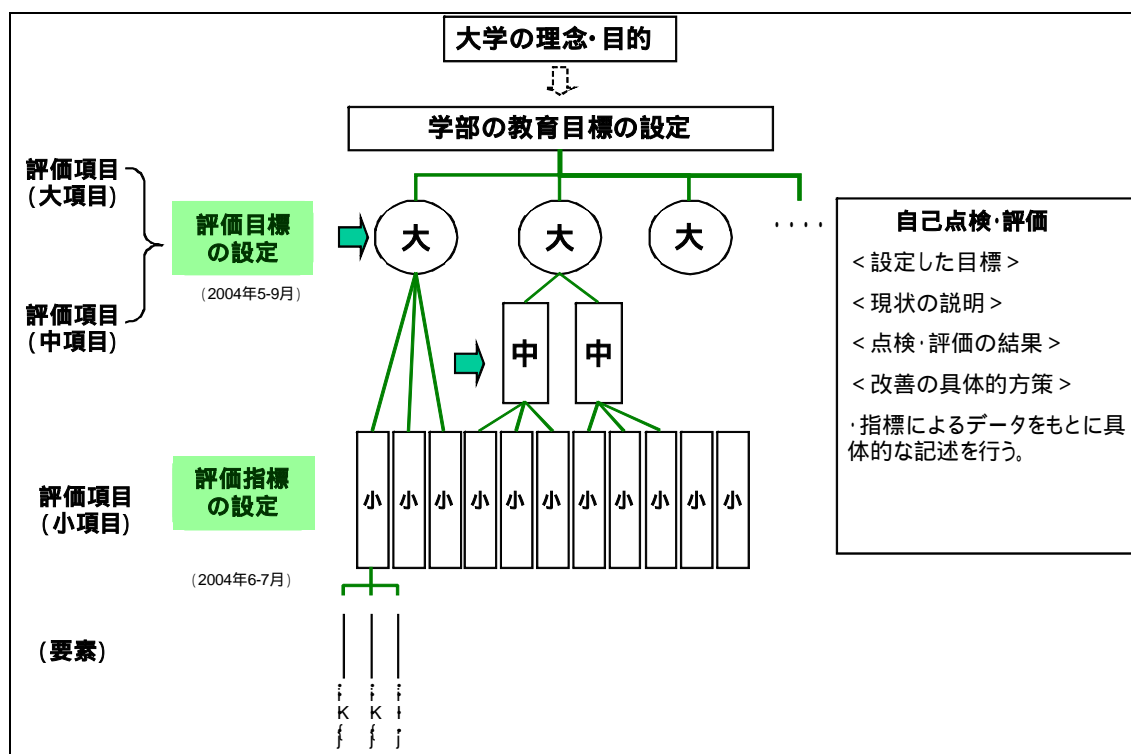 大学の理念・目的
学部の教育目標の設定
評価項目
(大項目)
評価目標
の設定
(2004年5-9月)
大
大
大
・・・・
評価項目
(中項目)
中
中
自己点検・評価
＜設定した目標＞
＜現状の説明＞
＜点検・評価の結果＞
＜改善の具体的方策＞
・指標によるデータをもとに具
体的な記述を行う。
評価項目
(小項目)
評価指標
の設定
(2004年6-7月)
小
小
小
小
小
小
小
小
小
小
小
(要素)